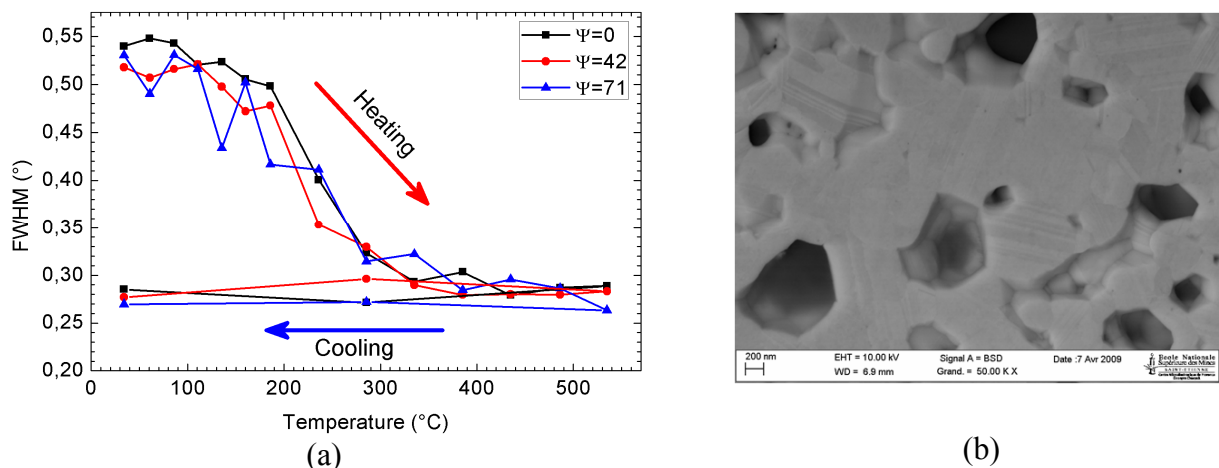 0,55
0,50
0,45
0,40
0,35
0,30
0,25
0,20
FWHM (°)
0
100
200
300
400
500
Temperature (°C)
Ψ=0
Ψ=42
Ψ=71
Heating
Cooling
(a)
200 nm
EHT = 10.00 kV
WD = 6.9 mm
Signal A = BSD
Grand. = 50.00 K X
Date :7 Avr 2009
Ecole Nationale
Supérieure des Mines
SAINT-ETIENNE
(b)